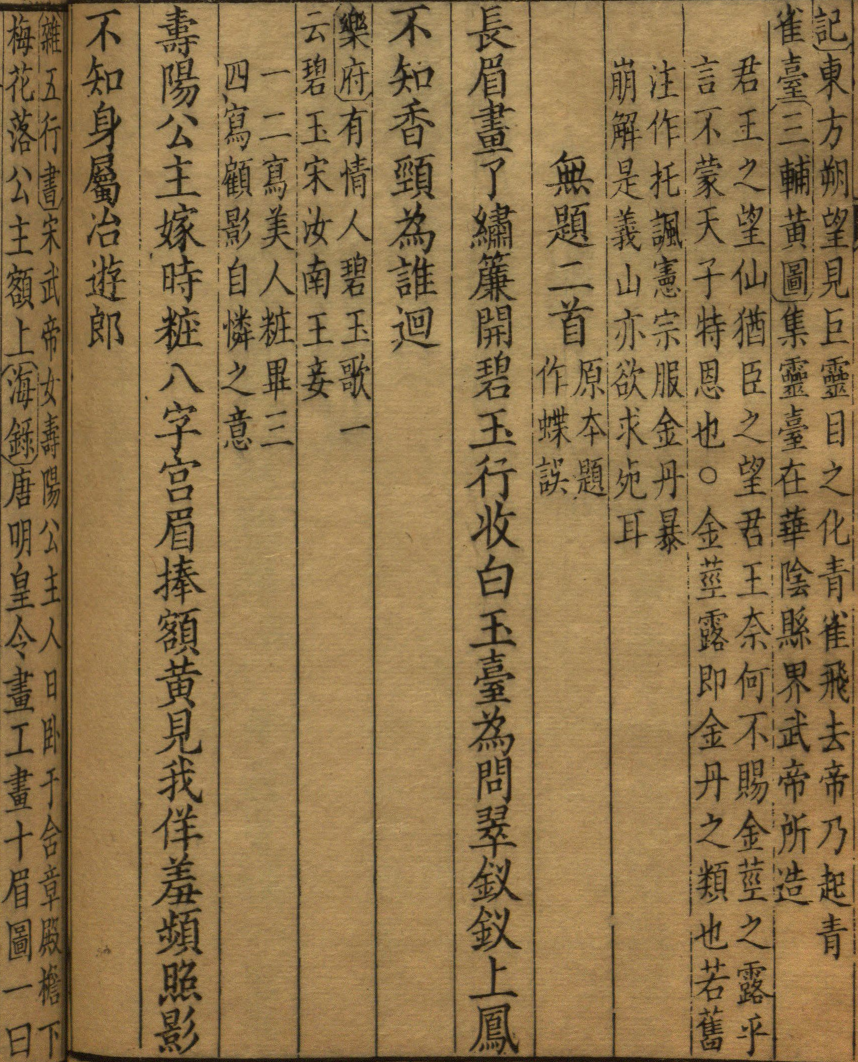 記東方朔望見巨靈目之化青雀飛去帝乃起青
雀臺三輔黃圖集靈臺在華陰縣界武帝所造
君王之望仙猶臣之望君王奈何不賜金莖之露乎
言不蒙天子特恩也○金莖露即金丹之類也若舊
注作托諷憲宗服金丹暴
崩解是義山亦欲求死耳
無題二首
原本題
作蝶誤
長眉畫了繡簾開碧玉行收白玉臺為問翠釵釵上鳳
不知香頸為誰迴
樂府有情人碧玉歌一
云碧玉宋汝南王妾
一二寫美人粧畢三
四寫顧影自憐之意
壽陽公主嫁時粧八字宮眉捧額黃見我佯羞頻照影
不知身屬冶遊郎
雜五行書宋武帝女壽陽公主人日臥于含章殿檐下
梅花落公主額上海錄唐明皇令畫工畫十眉圖一曰